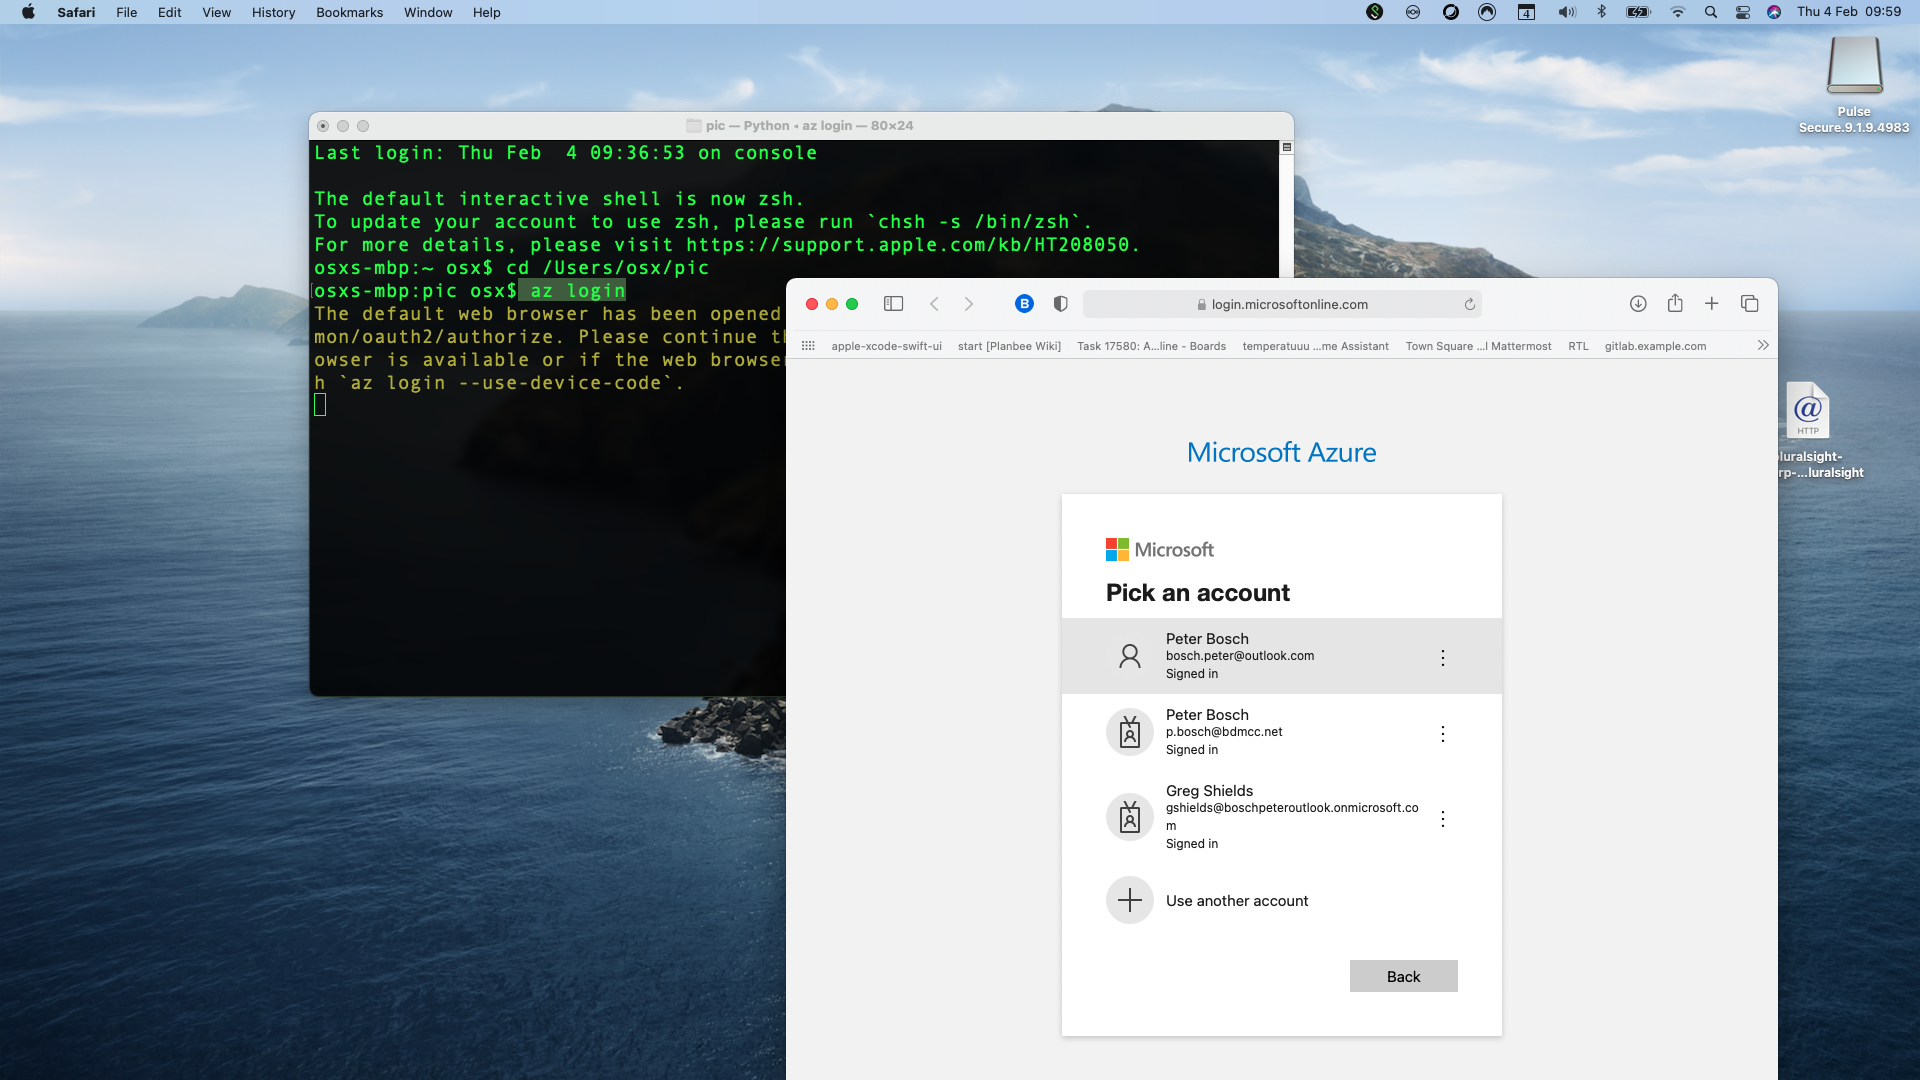 Safari File Edit View History Bookmarks Window Help
4
Thu 4 Feb 09:59
Pulse
Secure.9.1.9.4983
pic — Python ◂ az login — 80×24
Last login: Thu Feb  4 09:36:53 on console
The default interactive shell is now zsh.
To update your account to use zsh, please run `chsh -s /bin/zsh`.
For more details, please visit https://support.apple.com/kb/HT208050.
osxs-mbp:~ osx$ cd /Users/osx/pic
osxs-mbp:pic osx$ az login
The default web browser has been opened
mon/oauth2/authorize. Please continue th
owser is available or if the web browser
h `az login --use-device-code`.
B
login.microsoftonline.com
apple-xcode-swift-ui start [Planbee Wiki] Task 17580: A...line - Boards temperatuuu ...me Assistant Town Square ...l Mattermost RTL gitlab.example.com
@
HTTP
luralsight-
rp-...luralsight
Microsoft Azure
Microsoft
Pick an account
Peter Bosch
bosch.peter@outlook.com
Signed in
Peter Bosch
p.bosch@bdmcc.net
Signed in
Greg Shields
gshields@boschpeteroutlook.onmicrosoft.co
m
Signed in
Use another account
Back